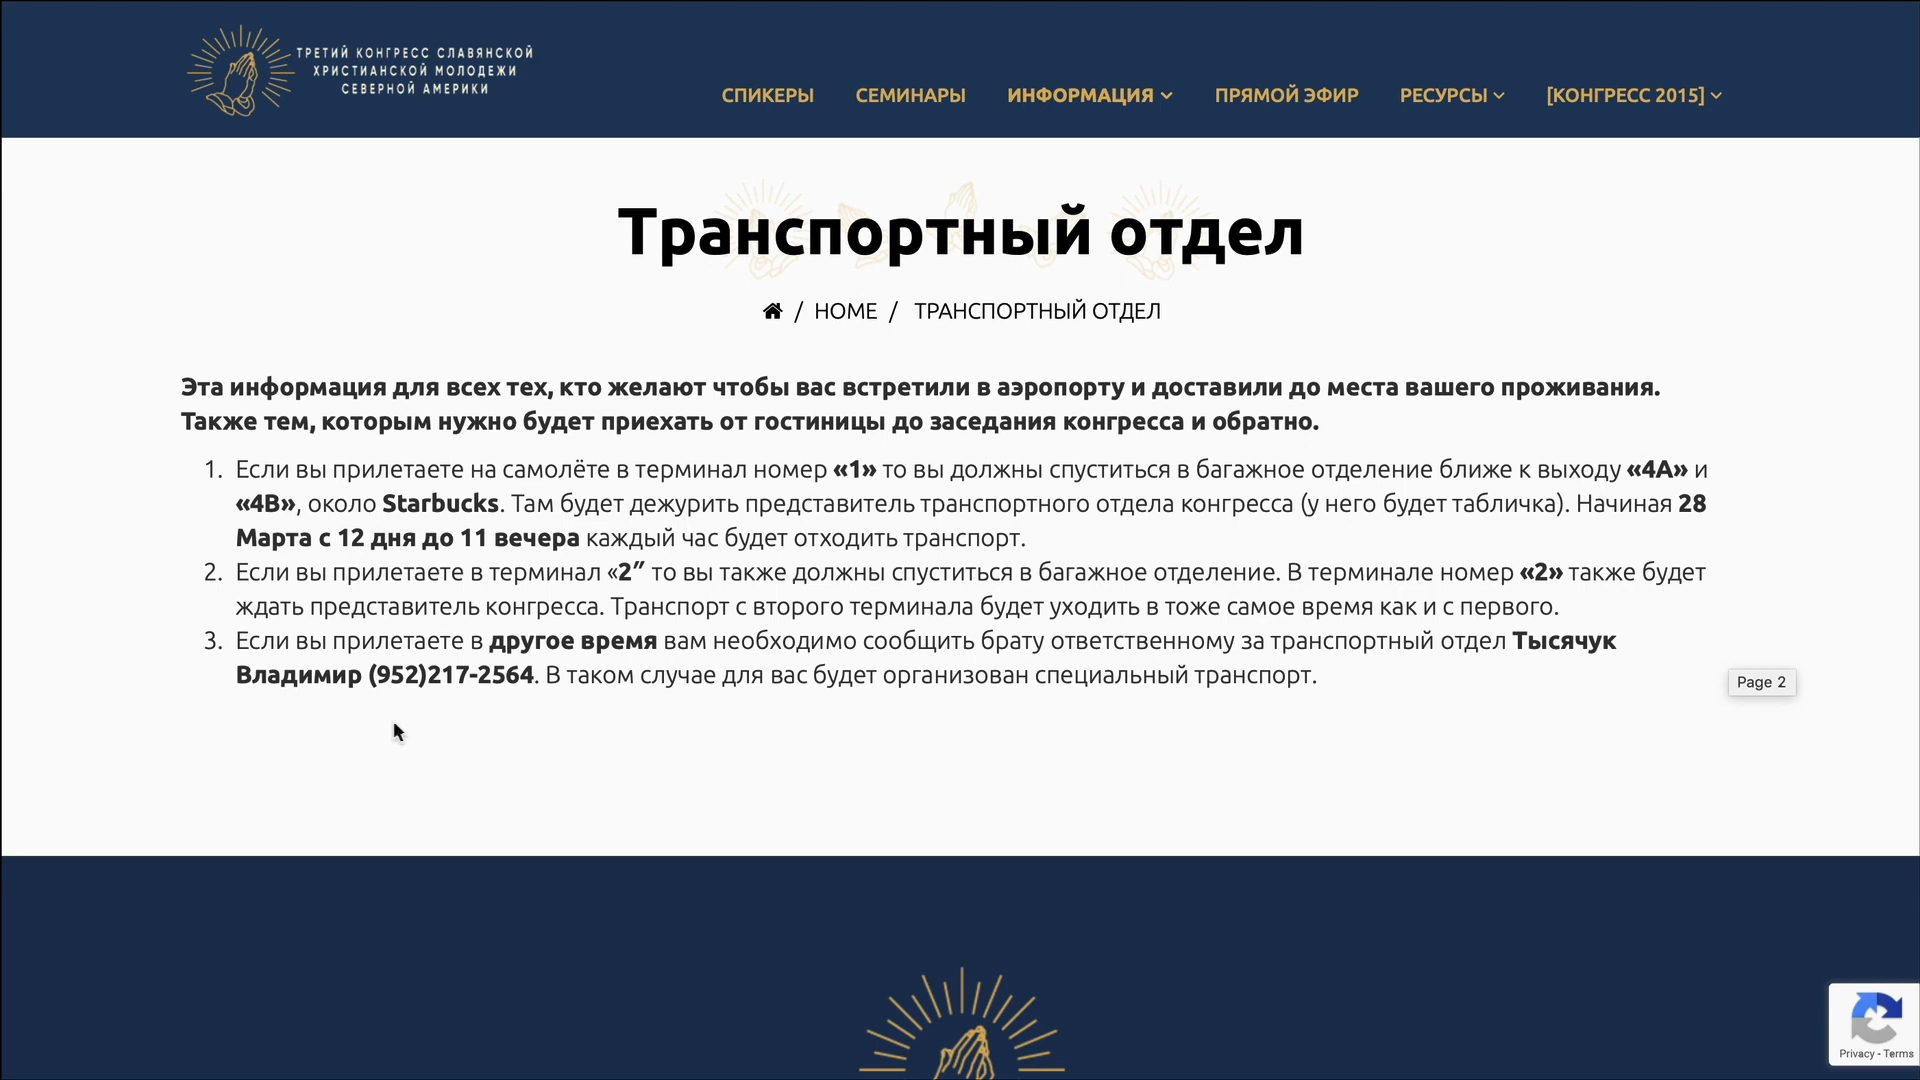 ТРЕТИЙ КОНГРЕСС СЛАВЯНСКОЙ
ХРИСТИАНСКОЙ МОЛОДЕЖИ
СЕВЕРНОЙ АМЕРИКИ
СПИКЕРЫ СЕМИНАРЫ ИНФОРМАЦИЯ ПРЯМОЙ ЭФИР РЕСУРСЫ [КОНГРЕСС 2015]
Транспортный отдел
/ HOME / ТРАНСПОРТНЫЙ ОТДЕЛ
Эта информация для всех тех, кто желают чтобы вас встретили в аэропорту и доставили до места вашего проживания.
Также тем, которым нужно будет приехать от гостиницы до заседания конгресса и обратно.
1. Если вы прилетаете на самолёте в терминал номер «1» то вы должны спуститься в багажное отделение ближе к выходу «4А» и
«4В», около Starbucks. Там будет дежурить представитель транспортного отдела конгресса (у него будет табличка). Начиная 28
Марта с 12 дня до 11 вечера каждый час будет отходить транспорт.
2. Если вы прилетаете в терминал «2” то вы также должны спуститься в багажное отделение. В терминале номер «2» также будет
ждать представитель конгресса. Транспорт с второго терминала будет уходить в тоже самое время как и с первого.
3. Если вы прилетаете в другое время вам необходимо сообщить брату ответственному за транспортный отдел Тысячук
Владимир (952)217-2564. В таком случае для вас будет организован специальный транспорт.
Page 2
Privacy - Terms